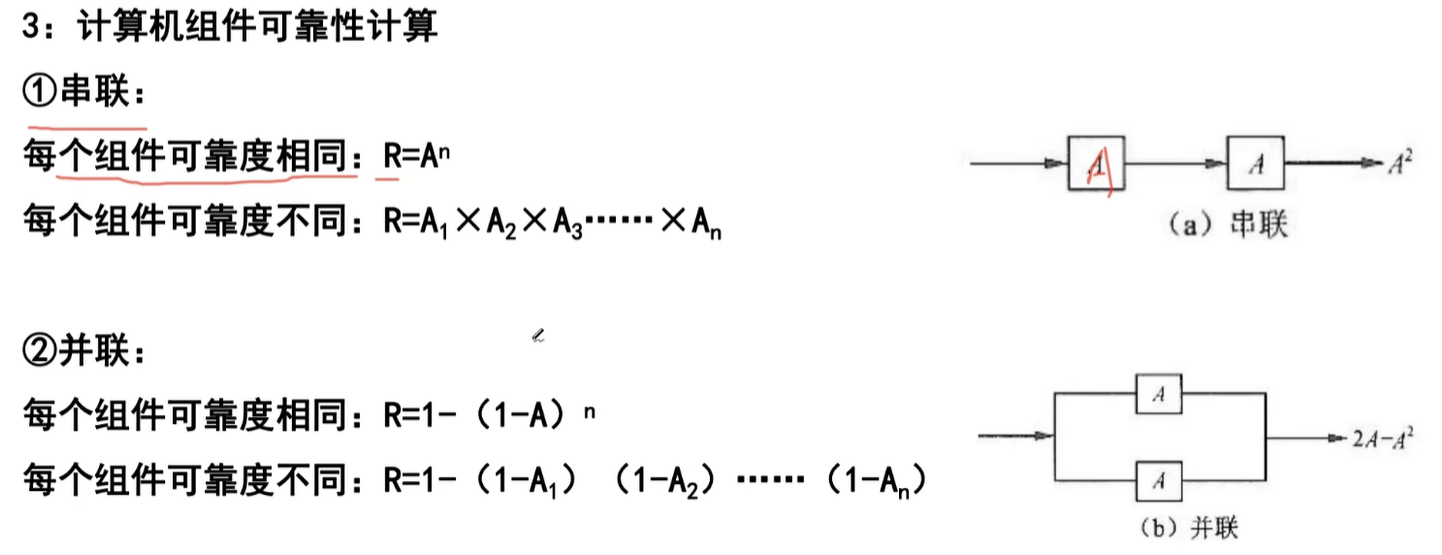 3：计算机组件可靠性计算
①串联：
每个组件可靠度相同：R=Aⁿ
每个组件可靠度不同：R=A₁×A₂×A₃……×Aₙ
A A A²
（a）串联
②并联：
每个组件可靠度相同：R=1-（1-A）ⁿ
每个组件可靠度不同：R=1-（1-A₁）（1-A₂）……（1-Aₙ）
A
2A-A²
A
（b）并联